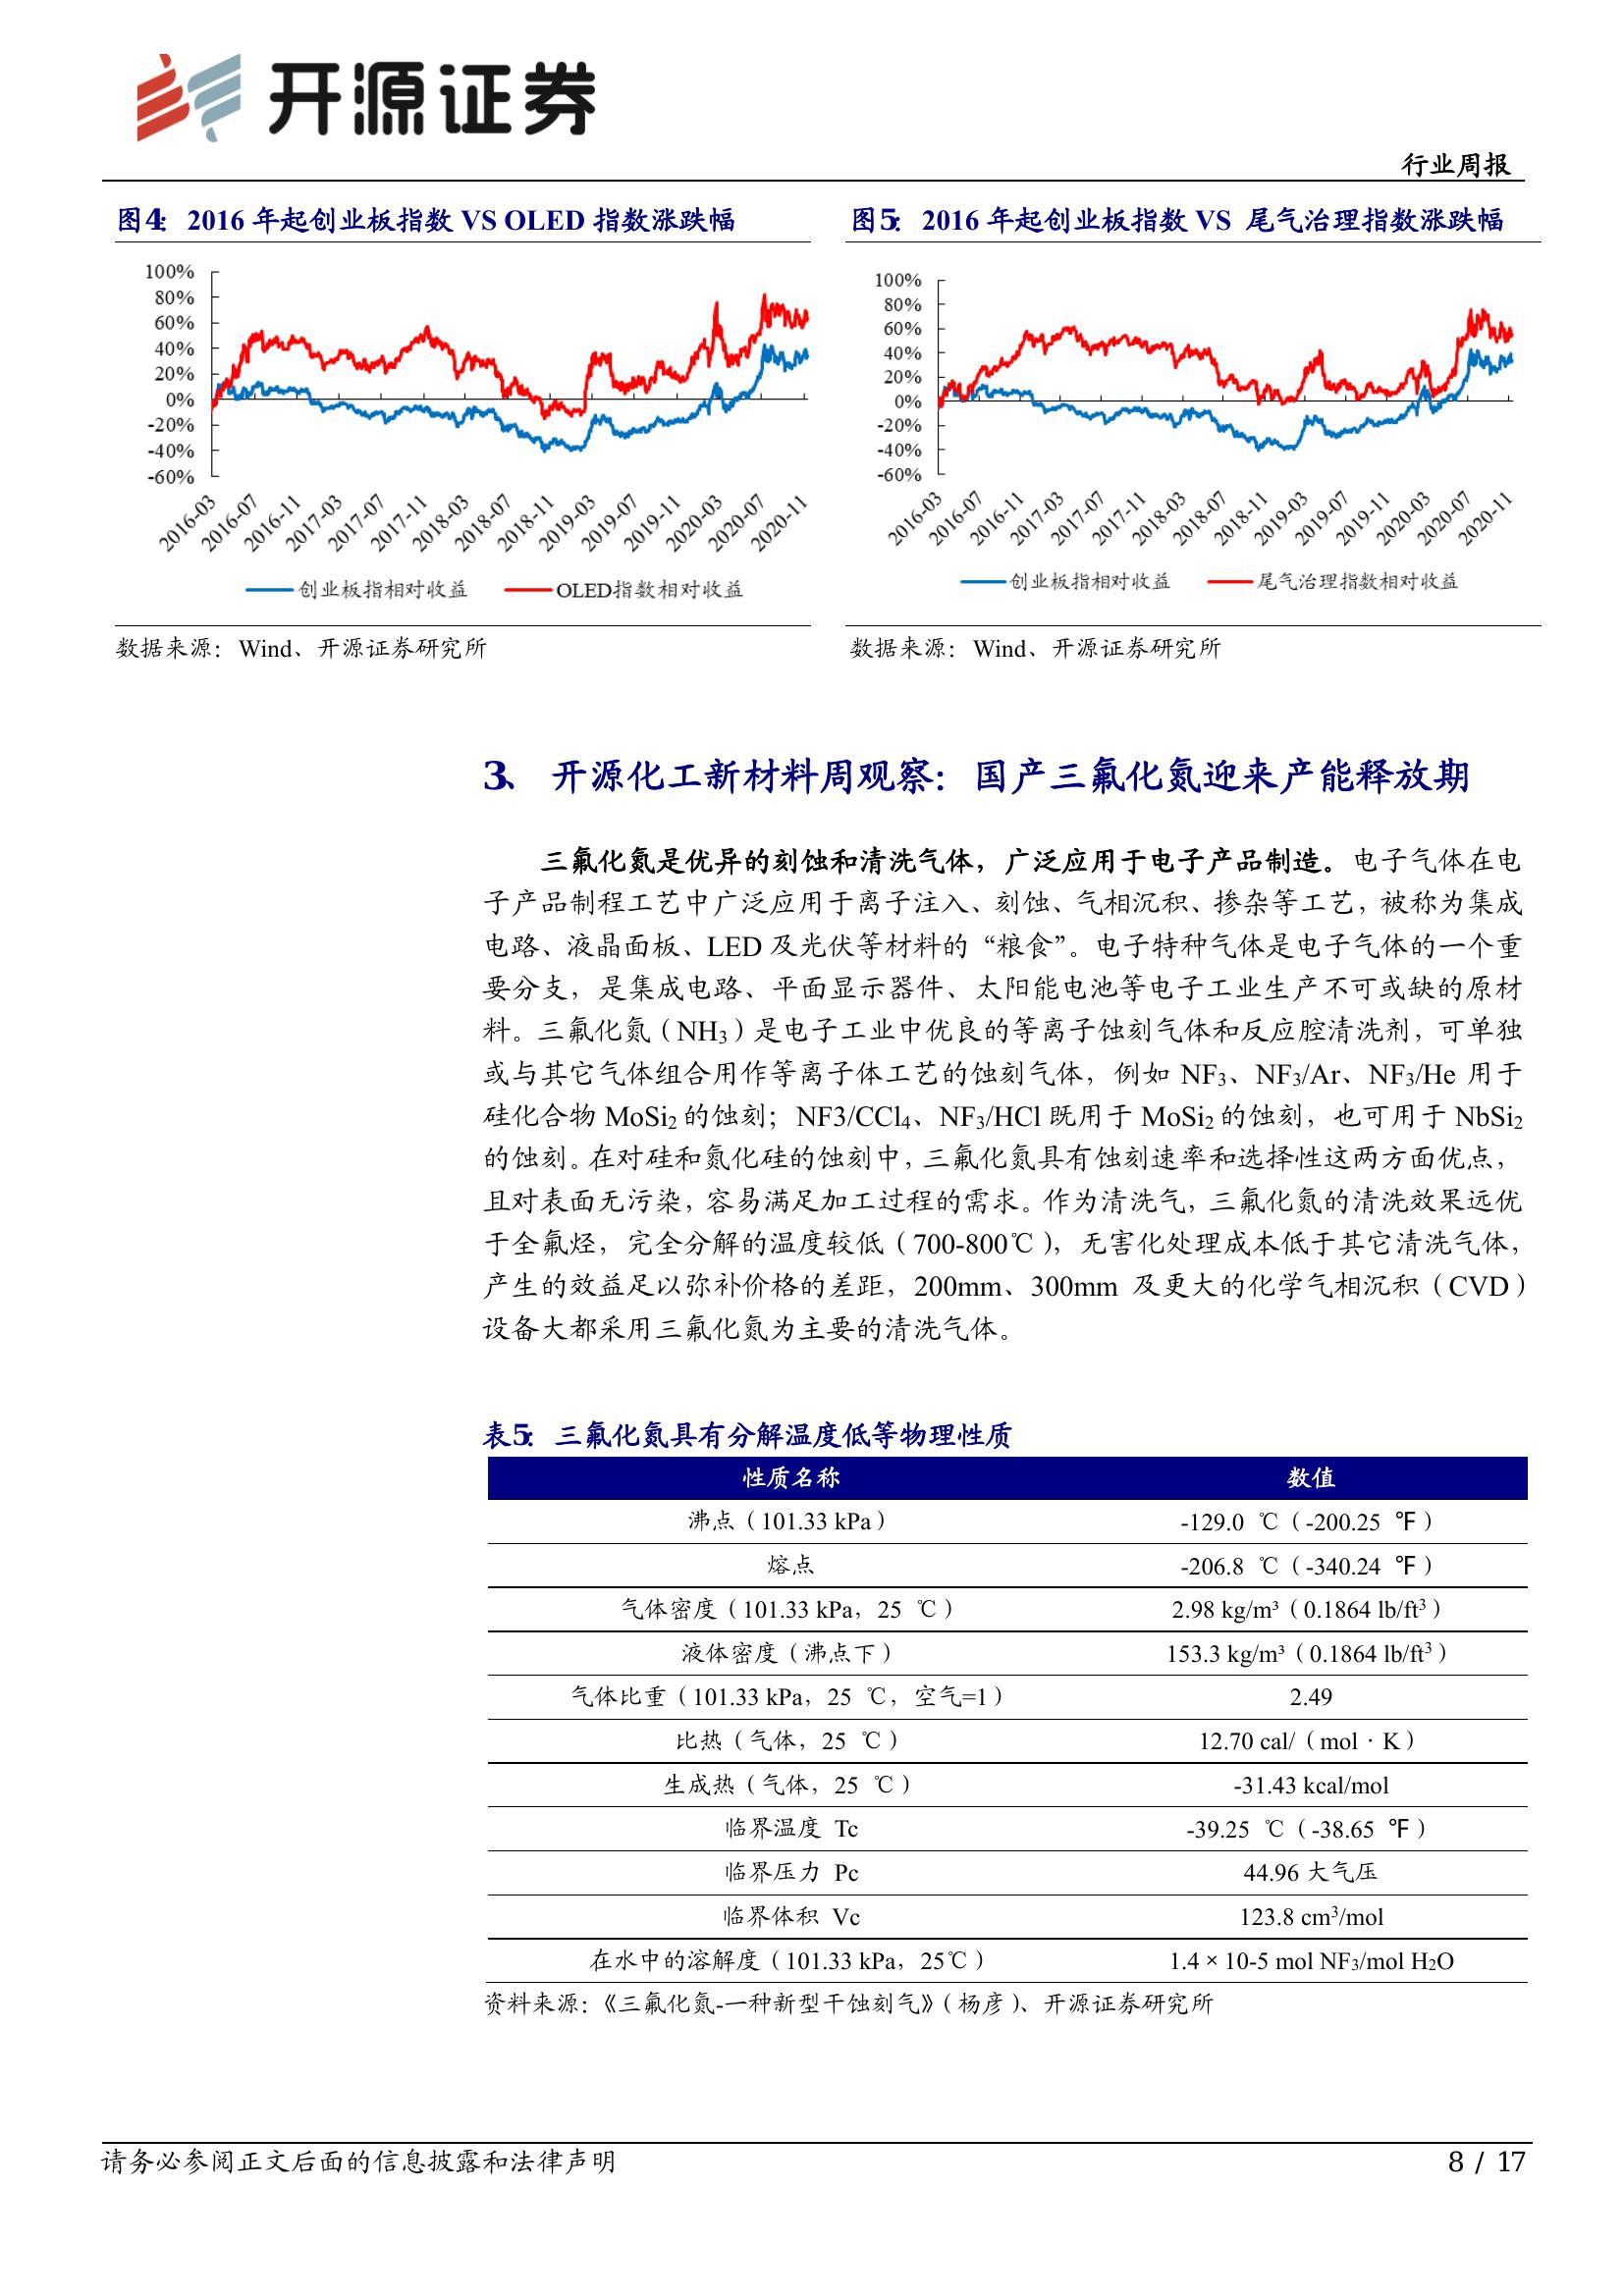 开源证券
行业周报
图4： 2016 年起创业板指数 VS OLED 指数涨跌幅
100%
80%
60%
40%
20%
0%
-20%
-40%
-60%
2016-03
2016-07
2016-11
2017-03
2017-07
2017-11
2018-03
2018-07
2018-11
2019-03
2019-07
2019-11
2020-03
2020-07
2020-11
创业板指相对收益
OLED指数相对收益
数据来源：Wind、开源证券研究所
图5： 2016 年起创业板指数 VS 尾气治理指数涨跌幅
100%
80%
60%
40%
20%
0%
-20%
-40%
-60%
2016-03
2016-07
2016-11
2017-03
2017-07
2017-11
2018-03
2018-07
2018-11
2019-03
2019-07
2019-11
2020-03
2020-07
2020-11
创业板指相对收益
尾气治理指数相对收益
数据来源：Wind、开源证券研究所
3、 开源化工新材料周观察：国产三氟化氮迎来产能释放期
三氟化氮是优异的刻蚀和清洗气体，广泛应用于电子产品制造。电子气体在电
子产品制程工艺中广泛应用于离子注入、刻蚀、气相沉积、掺杂等工艺，被称为集成
电路、液晶面板、LED 及光伏等材料的“粮食”。电子特种气体是电子气体的一个重
要分支，是集成电路、平面显示器件、太阳能电池等电子工业生产不可或缺的原材
料。三氟化氮（NH₃）是电子工业中优良的等离子蚀刻气体和反应腔清洗剂，可单独
或与其它气体组合用作等离子体工艺的蚀刻气体，例如 NF₃、NF₃/Ar、NF₃/He 用于
硅化合物 MoSi₂ 的蚀刻；NF3/CCl₄、NF₃/HCl 既用于 MoSi₂ 的蚀刻，也可用于 NbSi₂
的蚀刻。在对硅和氮化硅的蚀刻中，三氟化氮具有蚀刻速率和选择性这两方面优点，
且对表面无污染，容易满足加工过程的需求。作为清洗气，三氟化氮的清洗效果远优
于全氟烃，完全分解的温度较低（700-800℃），无害化处理成本低于其它清洗气体，
产生的效益足以弥补价格的差距，200mm、300mm 及更大的化学气相沉积（CVD）
设备大都采用三氟化氮为主要的清洗气体。
表5： 三氟化氮具有分解温度低等物理性质
性质名称 数值
沸点（101.33 kPa） -129.0 ℃（-200.25 ℉）
熔点 -206.8 ℃（-340.24 ℉）
气体密度（101.33 kPa，25 ℃） 2.98 kg/m³（0.1864 lb/ft³）
液体密度（沸点下） 153.3 kg/m³（0.1864 lb/ft³）
气体比重（101.33 kPa，25 ℃，空气=1） 2.49
比热（气体，25 ℃） 12.70 cal/（mol · K）
生成热（气体，25 ℃） -31.43 kcal/mol
临界温度 Tc -39.25 ℃（-38.65 ℉）
临界压力 Pc 44.96 大气压
临界体积 Vc 123.8 cm³/mol
在水中的溶解度（101.33 kPa，25℃） 1.4 × 10-5 mol NF₃/mol H₂O
资料来源：《三氟化氮-一种新型干蚀刻气》（杨彦）、开源证券研究所
请务必参阅正文后面的信息披露和法律声明
8 / 17